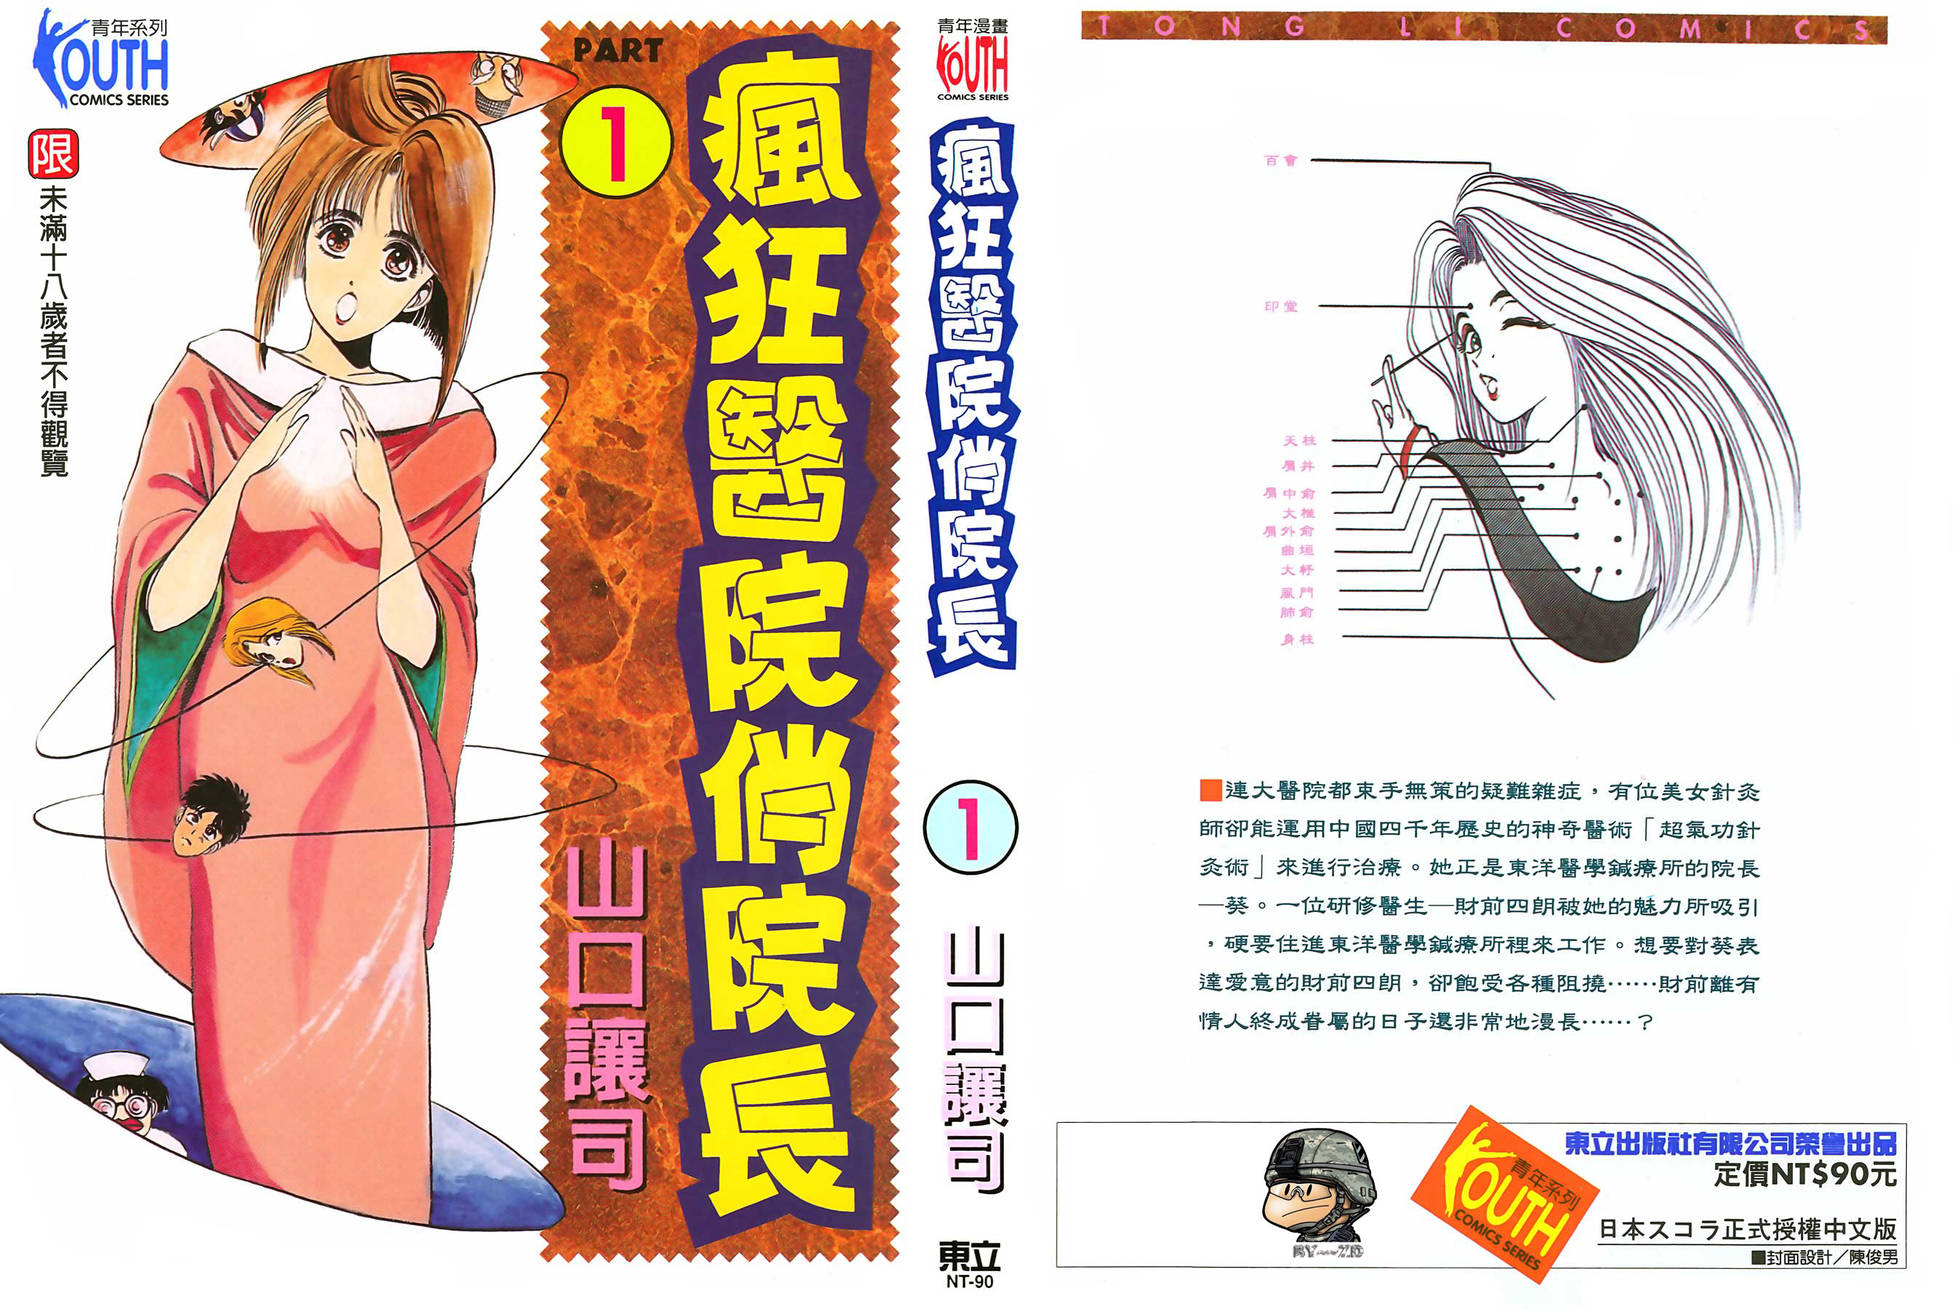 青年系列
YOUTH
COMICS SERIES
限
未滿十八歲者不得觀覽
PART
1
瘋狂醫院俏院長
山口讓司
青年漫畫
YOUTH
COMICS SERIES
瘋狂醫院俏院長
1
山口讓司
東立
NT-90
TONG LI COMICS
百會
印堂
天柱
肩井
肩中俞
大椎
肩外俞
曲垣
大杼
風門
肺俞
身柱
■連大醫院都束手無策的疑難雜症，有位美女針灸
師卻能運用中國四千年歷史的神奇醫術「超氣功針
灸術」來進行治療。她正是東洋醫學鍼療所的院長
—葵。一位研修醫生—財前四朗被她的魅力所吸引
，硬要住進東洋醫學鍼療所裡來工作。想要對葵表
達愛意的財前四朗，卻飽受各種阻撓……財前離有
情人終成眷屬的日子還非常地漫長……？
BY—ZD
青年系列
YOUTH
COMICS SERIES
東立出版社有限公司榮譽出品
定價NT$90元
日本スコラ正式授權中文版
■封面設計／陳俊男